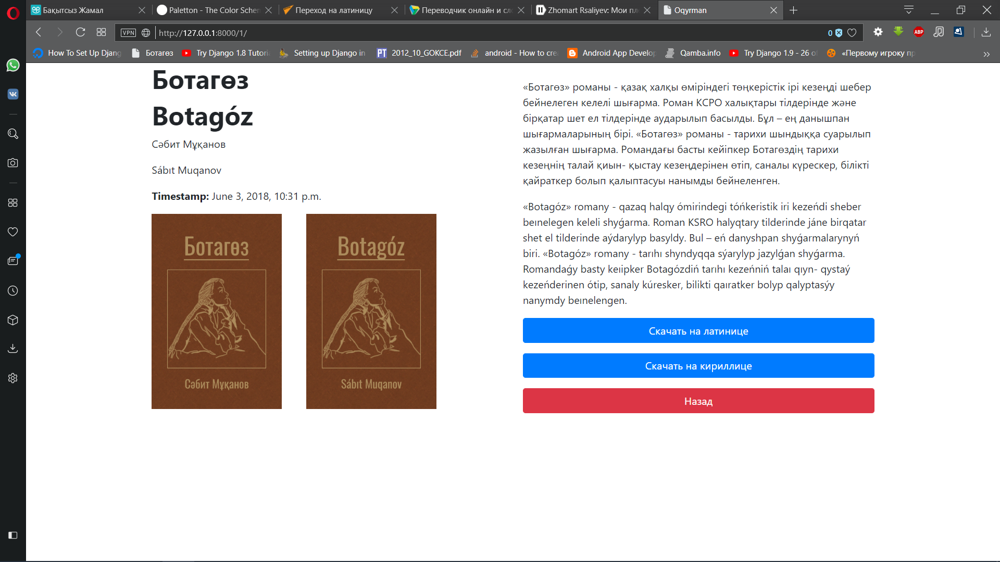 Бақытсыз Жамал
Paletton - The Color Scher
Переход на латиницу
Переводчик онлайн и сло
Zhomart Rsaliyev: Мои пл
Oqyrman
VPN
http://127.0.0.1:8000/1/
0
ABP
How To Set Up Djang
Ботагөз
Try Django 1.8 Tutori
Setting up Django in
PT
2012_10_GOKCE.pdf
android - How to cre
Android App Develop
Qamba.info
Try Django 1.9 - 26 o
«Первому игроку пр
Ботагөз
Botagóz
Сәбит Мұқанов
Sábıt Muqanov
Timestamp: June 3, 2018, 10:31 p.m.
Ботагөз
Сәбит Мұқанов
Botagóz
Sábıt Muqanov
«Ботагөз» романы - қазақ халқы өміріндегі төңкерістік ірі кезеңді шебер
бейнелеген келелі шығарма. Роман КСРО халықтары тілдерінде және
бірқатар шет ел тілдерінде аударылып басылды. Бұл – ең данышпан
шығармаларының бірі. «Ботагөз» романы - тарихи шындыққа суарылып
жазылған шығарма. Романдағы басты кейіпкер Ботагөздің тарихи
кезеңнің талай қиын- қыстау кезеңдерінен өтіп, саналы күрескер, білікті
қайраткер болып қалыптасуы нанымды бейнеленген.
«Botagóz» romany - qazaq halqy ómirindegi tóńkeristik iri kezeńdi sheber
beınelegen keleli shyǵarma. Roman KSRO halyqtary tilderinde jáne birqatar
shet el tilderinde aýdarylyp basyldy. Bul – eń danyshpan shyǵarmalarynyń
biri. «Botagóz» romany - tarıhı shyndyqqa sýarylyp jazylǵan shyǵarma.
Romandaǵy basty keıipker Botagózdiń tarıhı kezeńniń talaı qıyn- qystaý
kezeńderinen ótip, sanaly kúresker, bilikti qaıratker bolyp qalyptasýy
nanymdy beınelengen.
Скачать на латинице
Скачать на кириллице
Назад